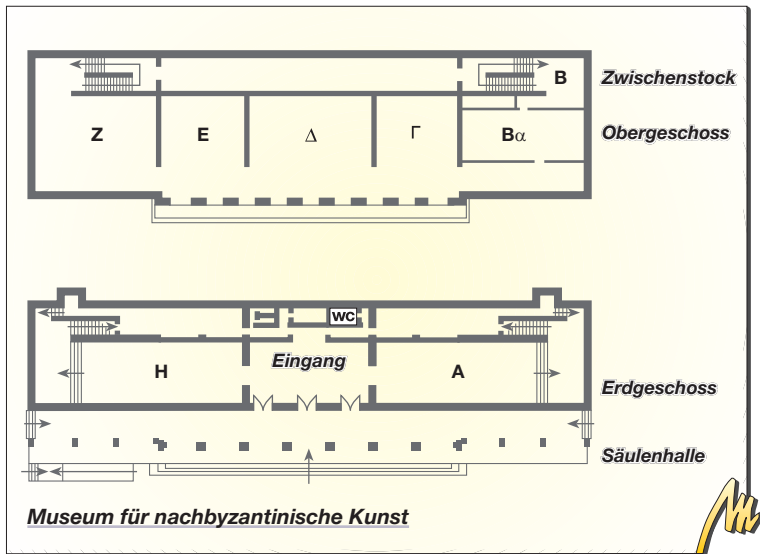 B
Zwischenstock
Z
E
Δ
Γ
Bα
Obergeschoss
WC
Eingang
H
A
Erdgeschoss
Säulenhalle
Museum für nachbyzantinische Kunst